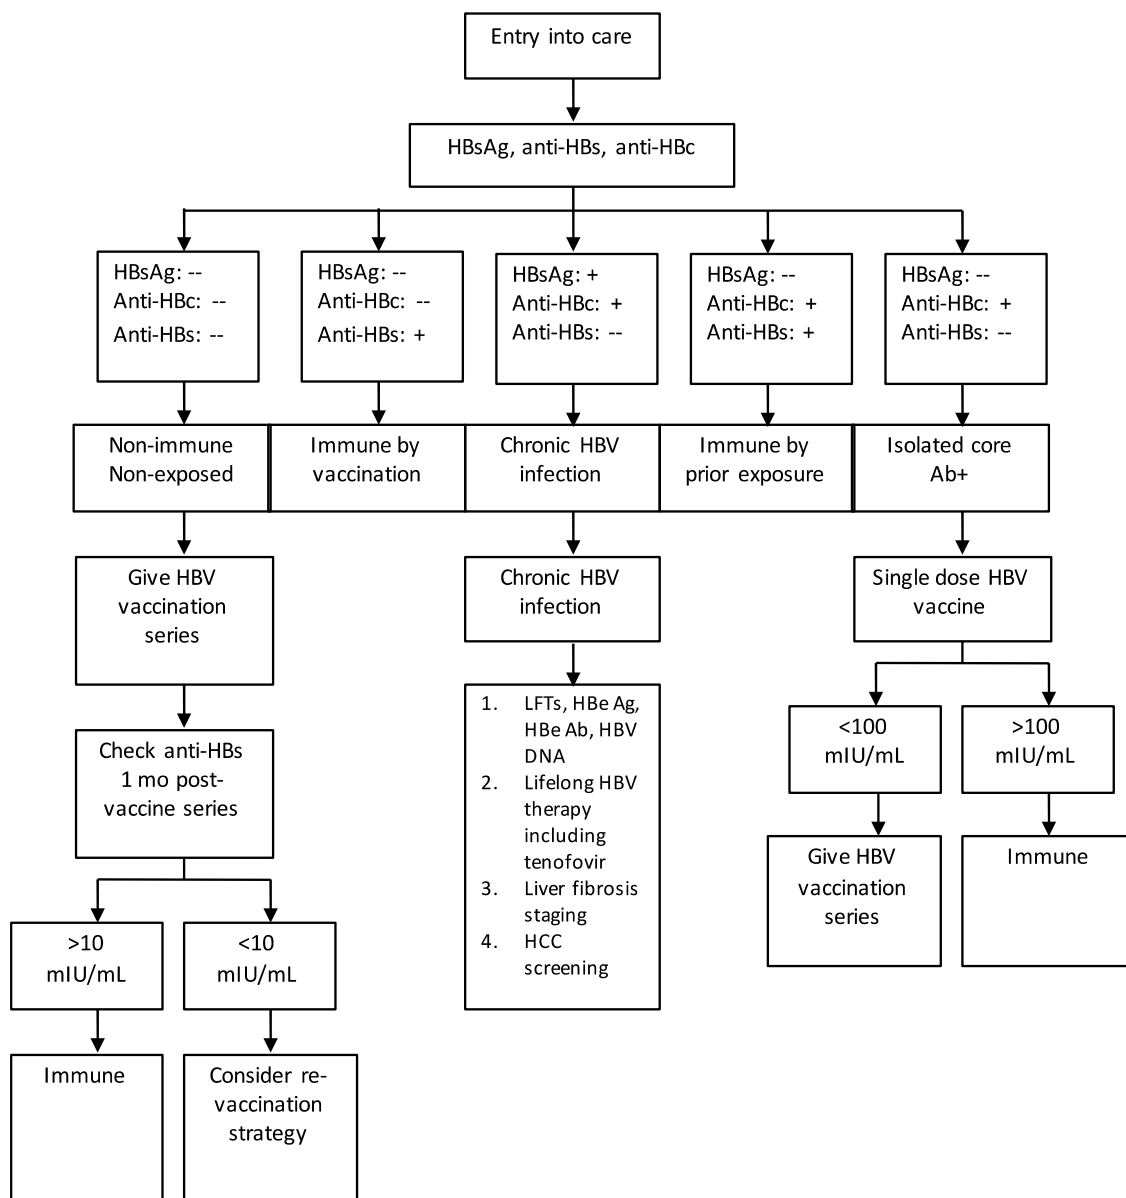 Entry into care
HBsAg, anti-HBs, anti-HBc
HBsAg: --
Anti-HBc: --
Anti-HBs: --
HBsAg: --
Anti-HBc: --
Anti-HBs: +
HBsAg: +
Anti-HBc: +
Anti-HBs: --
HBsAg: --
Anti-HBc: +
Anti-HBs: +
HBsAg: --
Anti-HBc: +
Anti-HBs: --
Non-immune
Non-exposed
Immune by
vaccination
Chronic HBV
infection
Immune by
prior exposure
Isolated core
Ab+
Give HBV
vaccination
series
Chronic HBV
infection
Single dose HBV
vaccine
Check anti-HBs
1 mo post-
vaccine series
1. LFTs, HBe Ag,
HBe Ab, HBV
DNA
2. Lifelong HBV
therapy
including
tenofovir
3. Liver fibrosis
staging
4. HCC
screening
<100
mIU/mL
>100
mIU/mL
Give HBV
vaccination
series
Immune
>10
mIU/mL
<10
mIU/mL
Immune
Consider re-
vaccination
strategy